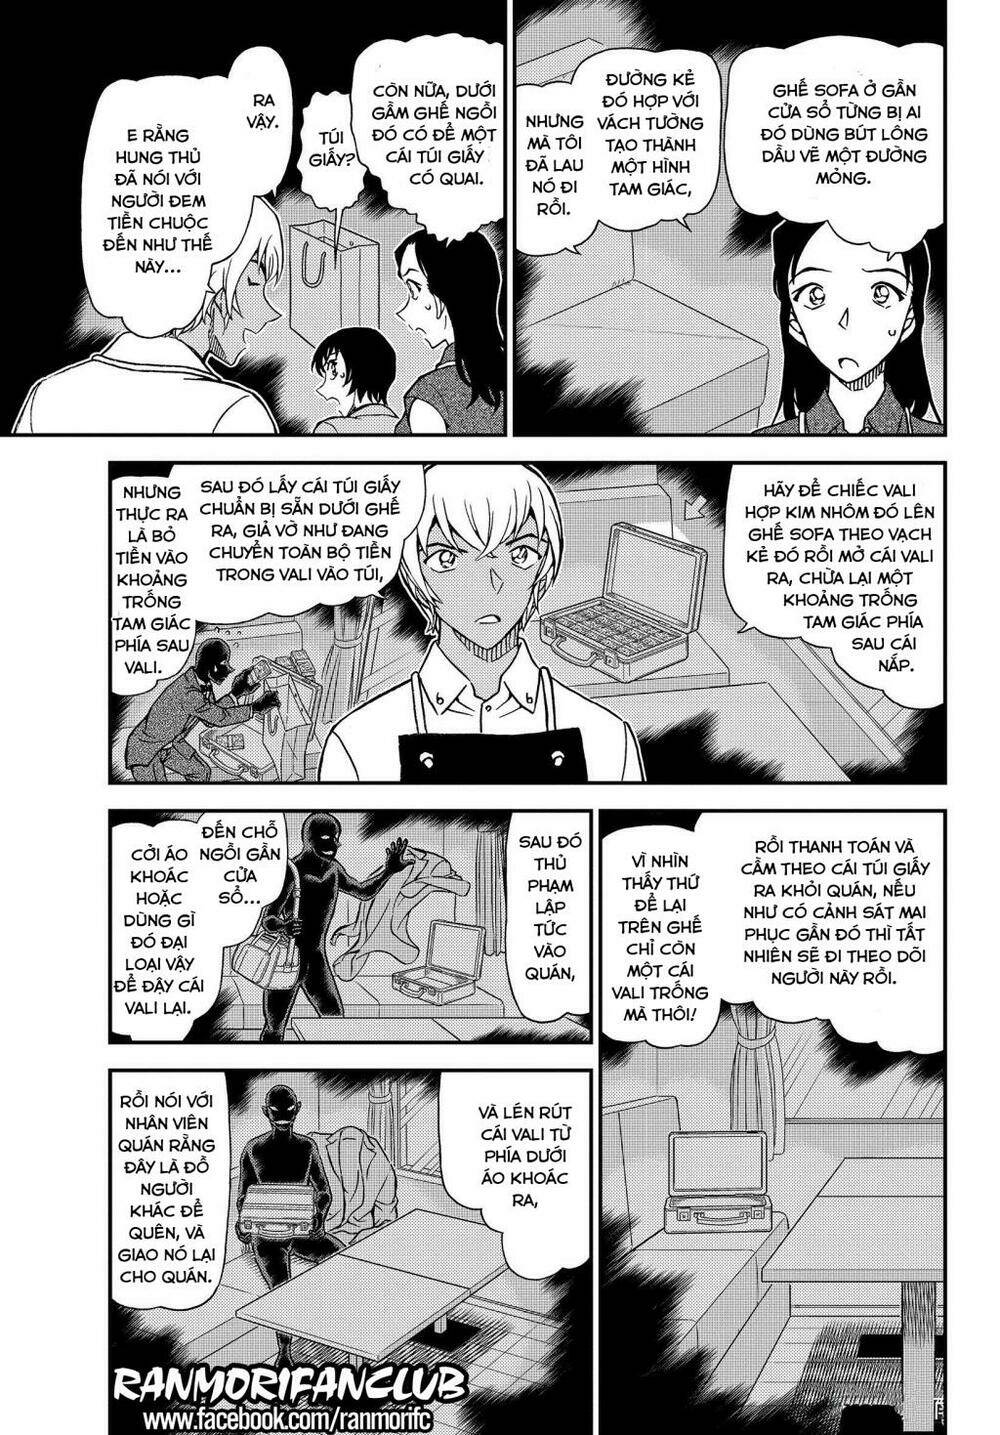 GHẾ SOFA Ở GẦN
CỬA SỔ TỪNG BỊ AI
ĐÓ DÙNG BÚT LÔNG
DẦU VẼ MỘT ĐƯỜNG
MỎNG.
ĐƯỜNG KẺ
ĐÓ HỢP VỚI
VÁCH TƯỜNG
TẠO THÀNH
MỘT HÌNH
TAM GIÁC,
NHƯNG
MÀ TÔI
ĐÃ LAU
NÓ ĐI
RỒI.
CÒN NỮA, DƯỚI
GẦM GHẾ NGỒI
ĐÓ CÓ ĐỂ MỘT
CÁI TÚI GIẤY
CÓ QUAI.
TÚI
GIẤY?
RA
VẬY.
E RẰNG
HUNG THỦ
ĐÃ NÓI VỚI
NGƯỜI ĐEM
TIỀN CHUỘC
ĐẾN NHƯ THẾ
NÀY...
HÃY ĐỂ CHIẾC VALI
HỢP KIM NHÔM ĐÓ LÊN
GHẾ SOFA THEO VẠCH
KẺ ĐÓ RỒI MỞ CÁI VALI
RA, CHỪA LẠI MỘT
KHOẢNG TRỐNG
TAM GIÁC PHÍA
SAU CÁI
NẮP.
SAU ĐÓ LẤY CÁI TÚI GIẤY
CHUẨN BỊ SẴN DƯỚI GHẾ
RA, GIẢ VỜ NHƯ ĐANG
CHUYỂN TOÀN BỘ TIỀN
TRONG VALI VÀO TÚI,
NHƯNG
THỰC RA
LÀ BỎ
TIỀN VÀO
KHOẢNG
TRỐNG
TAM GIÁC
PHÍA SAU
VALI.
RỒI THANH TOÁN VÀ
CẦM THEO CÁI TÚI GIẤY
RA KHỎI QUÁN, NẾU
NHƯ CÓ CẢNH SÁT MAI
PHỤC GẦN ĐÓ THÌ TẤT
NHIÊN SẼ ĐI THEO DÕI
NGƯỜI NÀY RỒI.
VÌ NHÌN
THẤY THỨ
ĐỂ LẠI
TRÊN GHẾ
CHỈ CÒN
MỘT CÁI
VALI TRỐNG
MÀ THÔI!
SAU ĐÓ
THỦ
PHẠM
LẬP
TỨC
VÀO
QUÁN,
ĐẾN CHỖ
NGỒI GẦN
CỬA
SỔ...
CỞI ÁO
KHOÁC
HOẶC
DÙNG GÌ
ĐÓ ĐẠI
LOẠI VẬY
ĐỂ ĐẬY CÁI
VALI LẠI.
VÀ LÉN RÚT
CÁI VALI TỪ
PHÍA DƯỚI
ÁO KHOÁC
RA,
RỒI NÓI VỚI
NHÂN VIÊN
QUÁN RẰNG
ĐÂY LÀ ĐỒ
NGƯỜI
KHÁC ĐỂ
QUÊN, VÀ
GIAO NÓ LẠI
CHO QUÁN.
RANMORIFANCLUB
www.facebook.com/ranmorifc